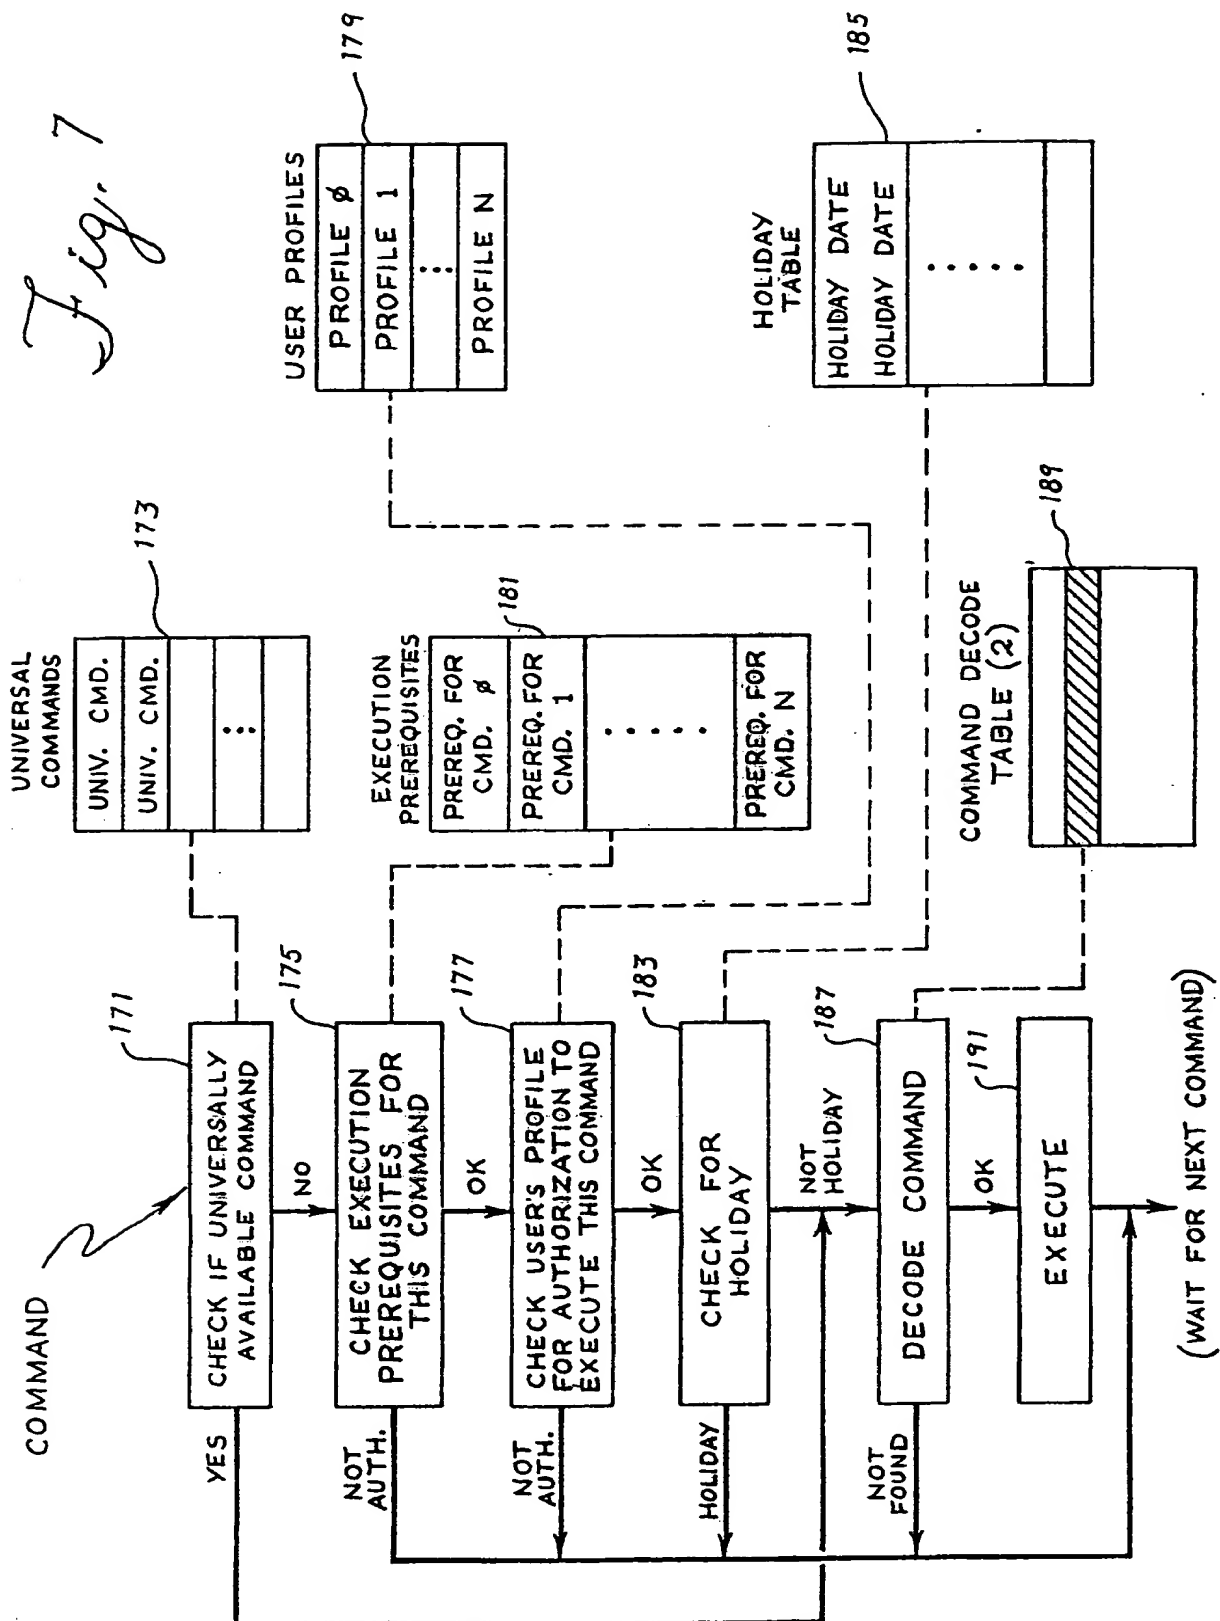 Fig. 7
COMMAND
171
CHECK IF UNIVERSALLY
AVAILABLE COMMAND
YES
NO
175
CHECK EXECUTION
PREREQUISITES FOR
THIS COMMAND
NOT
AUTH.
OK
177
CHECK USER'S PROFILE
FOR AUTHORIZATION TO
EXECUTE THIS COMMAND
NOT
AUTH.
OK
183
CHECK FOR
HOLIDAY
HOLIDAY
NOT
HOLIDAY
187
DECODE COMMAND
NOT
FOUND
OK
191
EXECUTE
(WAIT FOR NEXT COMMAND)
UNIVERSAL
COMMANDS
173
UNIV. CMD.
UNIV. CMD.
EXECUTION
PREREQUISITES
181
PREREQ. FOR
CMD. ϕ
PREREQ. FOR
CMD. 1
PREREQ. FOR
CMD. N
USER PROFILES
179
PROFILE ϕ
PROFILE 1
PROFILE N
HOLIDAY
TABLE
185
HOLIDAY DATE
HOLIDAY DATE
COMMAND DECODE
TABLE (2)
189